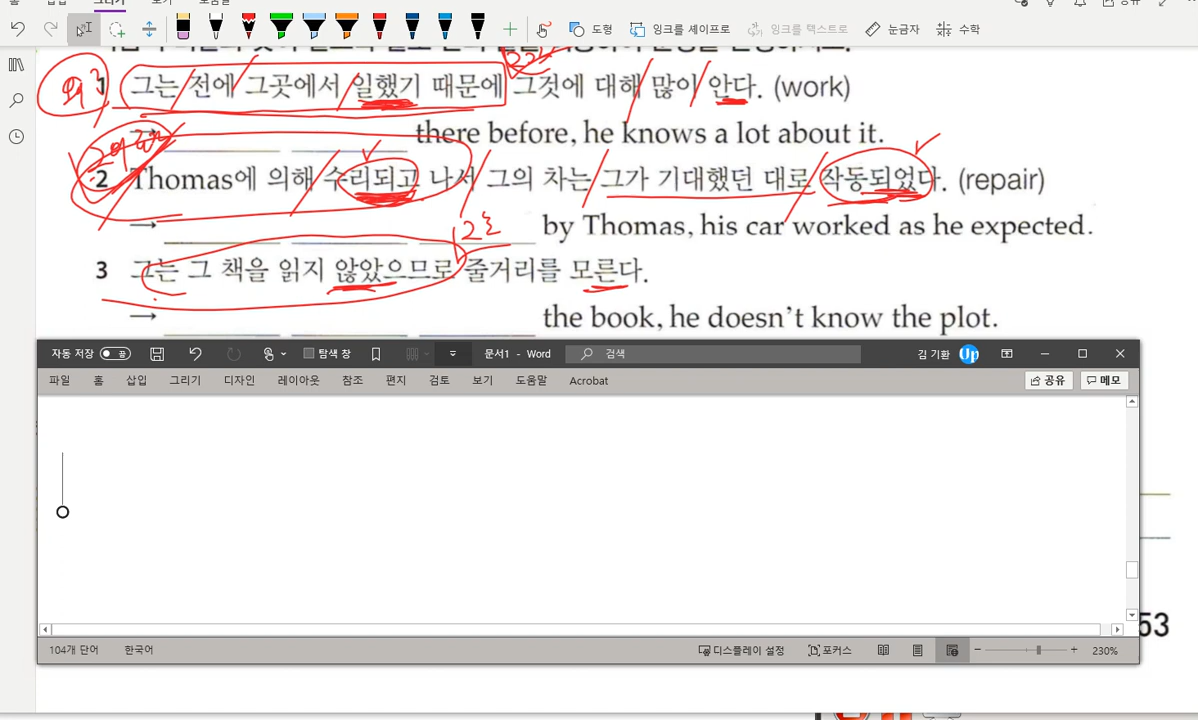 도형 잉크를 셰이프로 잉크를 텍스트로 눈금자 수학
1 그는 전에 그곳에서 일했기 때문에 그것에 대해 많이 안다. (work)
→ there before, he knows a lot about it.
2 Thomas에 의해 수리되고 나서 그의 차는 그가 기대했던 대로 작동되었다. (repair)
→ by Thomas, his car worked as he expected.
3 그는 그 책을 읽지 않았으므로 줄거리를 모른다.
→ the book, he doesn't know the plot.
자동 저장 끔 탐색 창 문서1 - Word 검색 김 기환 Up
파일 홈 삽입 그리기 디자인 레이아웃 참조 편지 검토 보기 도움말 Acrobat 공유 메모
53
104개 단어 한국어 디스플레이 설정 포커스 230%